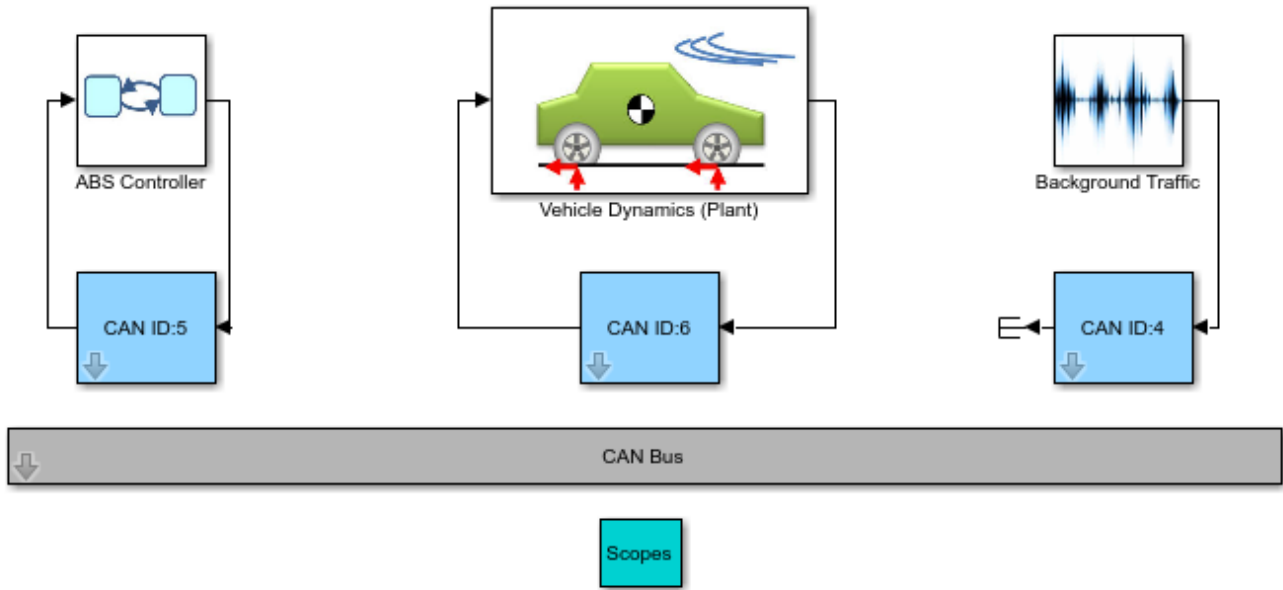 ABS Controller
Vehicle Dynamics (Plant)
Background Traffic
CAN ID:5
CAN ID:6
CAN ID:4
CAN Bus
Scopes